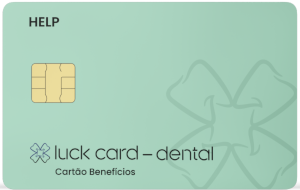 HELP
luck card – dental
Cartão Benefícios